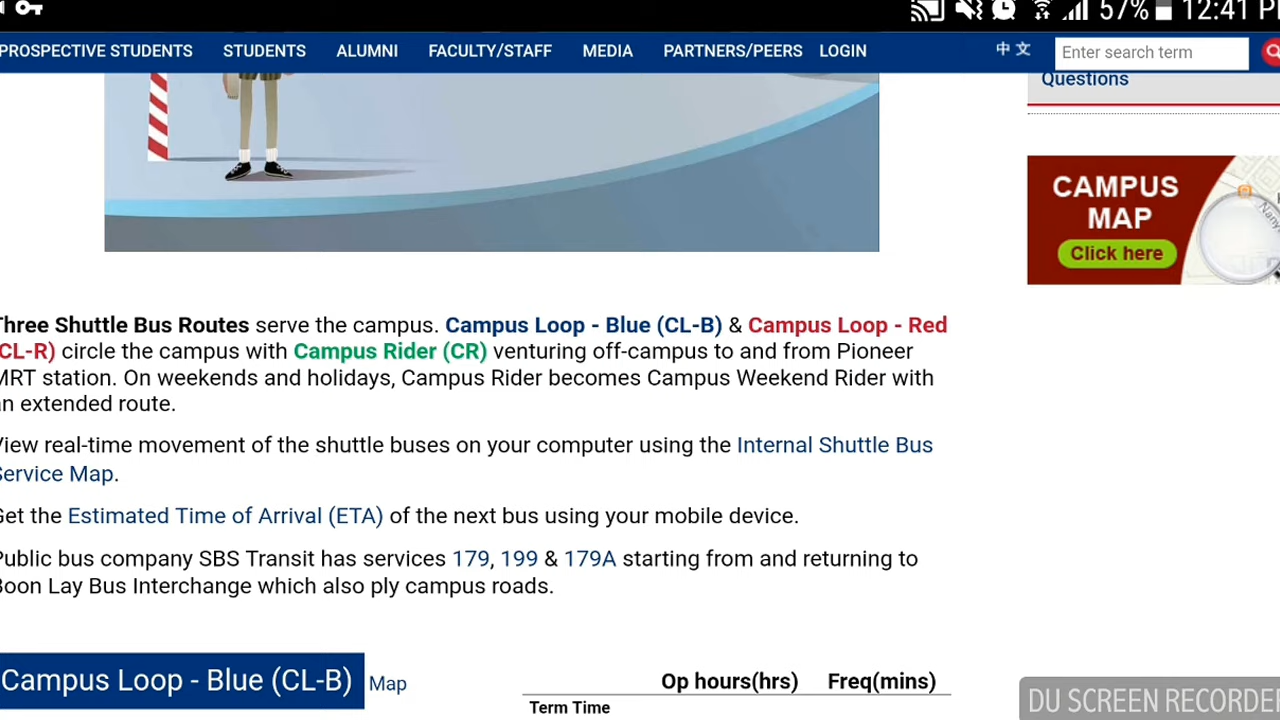 57% 12:41 P
PROSPECTIVE STUDENTS STUDENTS ALUMNI FACULTY/STAFF MEDIA PARTNERS/PEERS LOGIN 中 文 Enter search term
Questions
CAMPUS
MAP
Click here
Three Shuttle Bus Routes serve the campus. Campus Loop - Blue (CL-B) & Campus Loop - Red
(CL-R) circle the campus with Campus Rider (CR) venturing off-campus to and from Pioneer
MRT station. On weekends and holidays, Campus Rider becomes Campus Weekend Rider with
an extended route.
View real-time movement of the shuttle buses on your computer using the Internal Shuttle Bus
Service Map.
Get the Estimated Time of Arrival (ETA) of the next bus using your mobile device.
Public bus company SBS Transit has services 179, 199 & 179A starting from and returning to
Boon Lay Bus Interchange which also ply campus roads.
Campus Loop - Blue (CL-B) Map Op hours(hrs) Freq(mins)
Term Time
DU SCREEN RECORDER